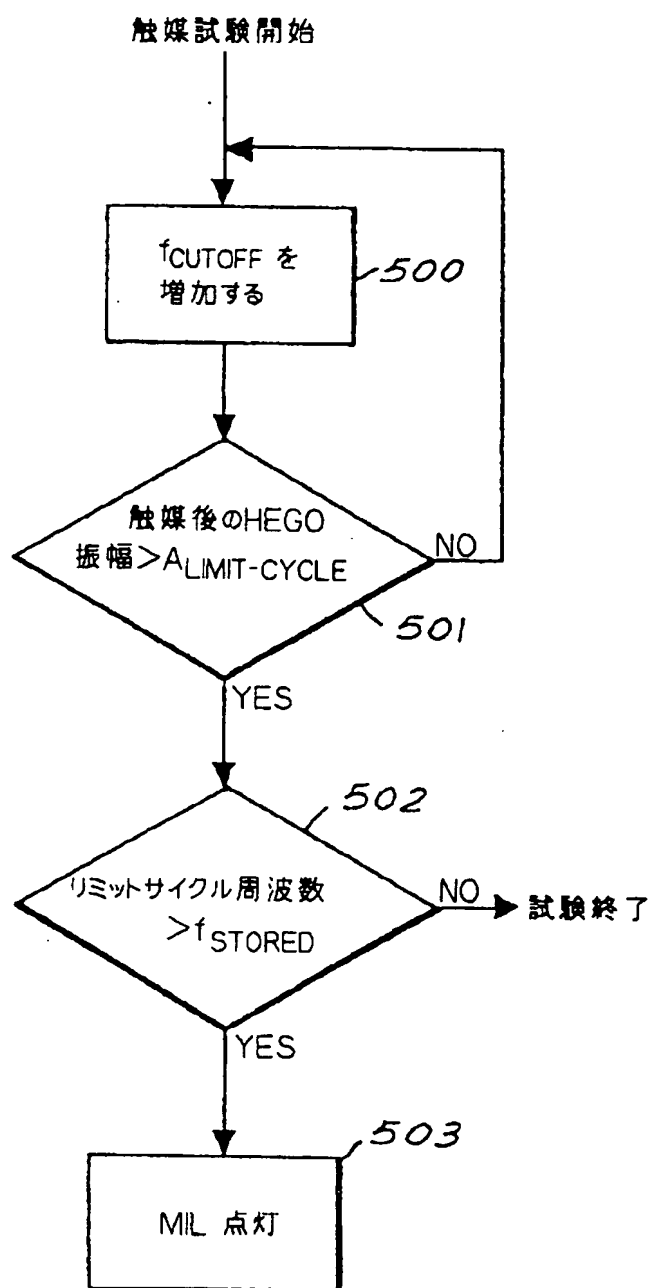 触媒試験開始
fCUTOFF を
増加する
500
触媒後のHEGO
振幅>ALIMIT-CYCLE
NO
501
YES
502
リミットサイクル周波数
>fSTORED
NO
試験終了
YES
503
MIL 点灯